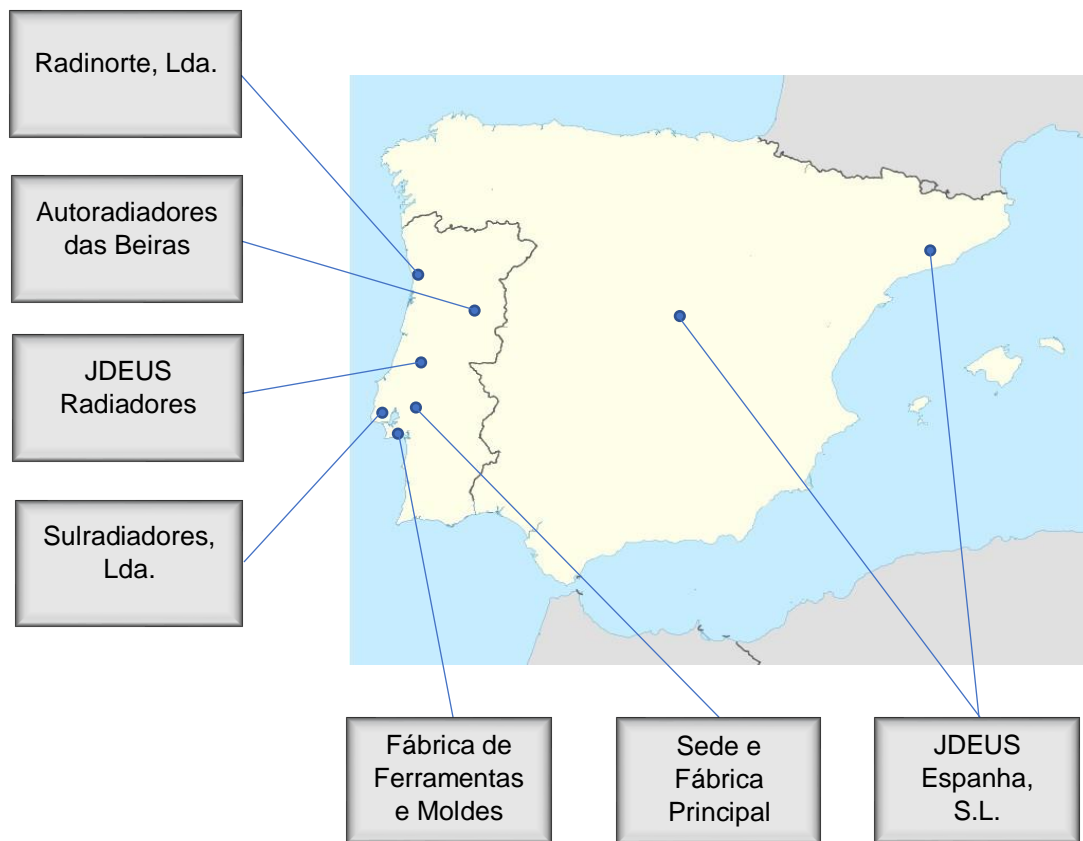 Radinorte, Lda.
Autoradiadores
das Beiras
JDEUS
Radiadores
Sulradiadores,
Lda.
Fábrica de
Ferramentas
e Moldes
Sede e
Fábrica
Principal
JDEUS
Espanha,
S.L.